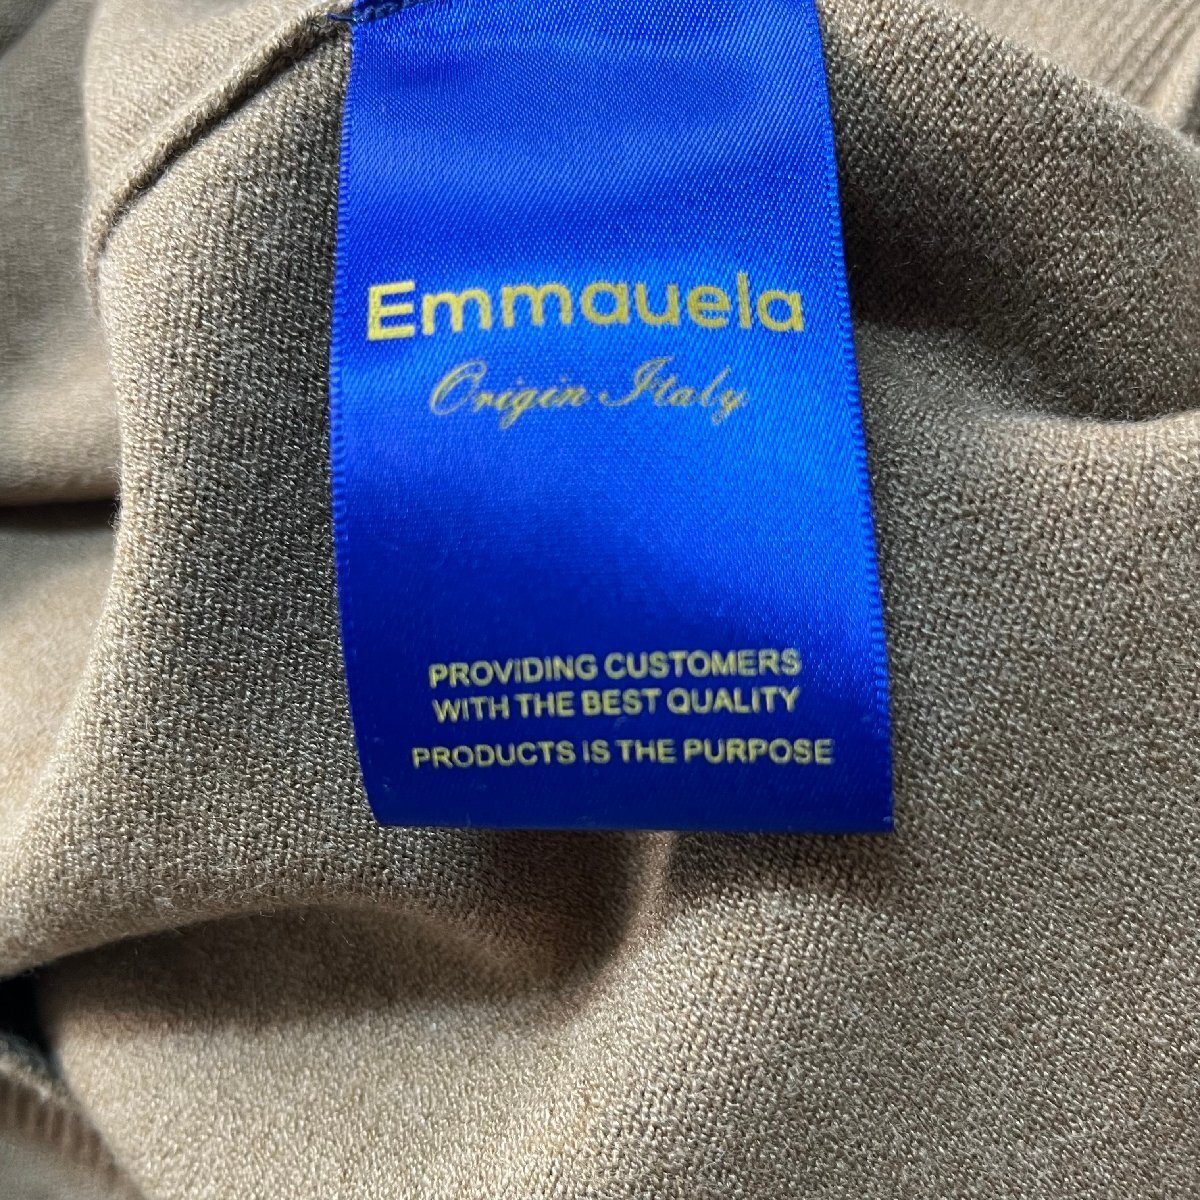 Emmauela
Origin Italy
PROVIDING CUSTOMERS
WITH THE BEST QUALITY
PRODUCTS IS THE PURPOSE